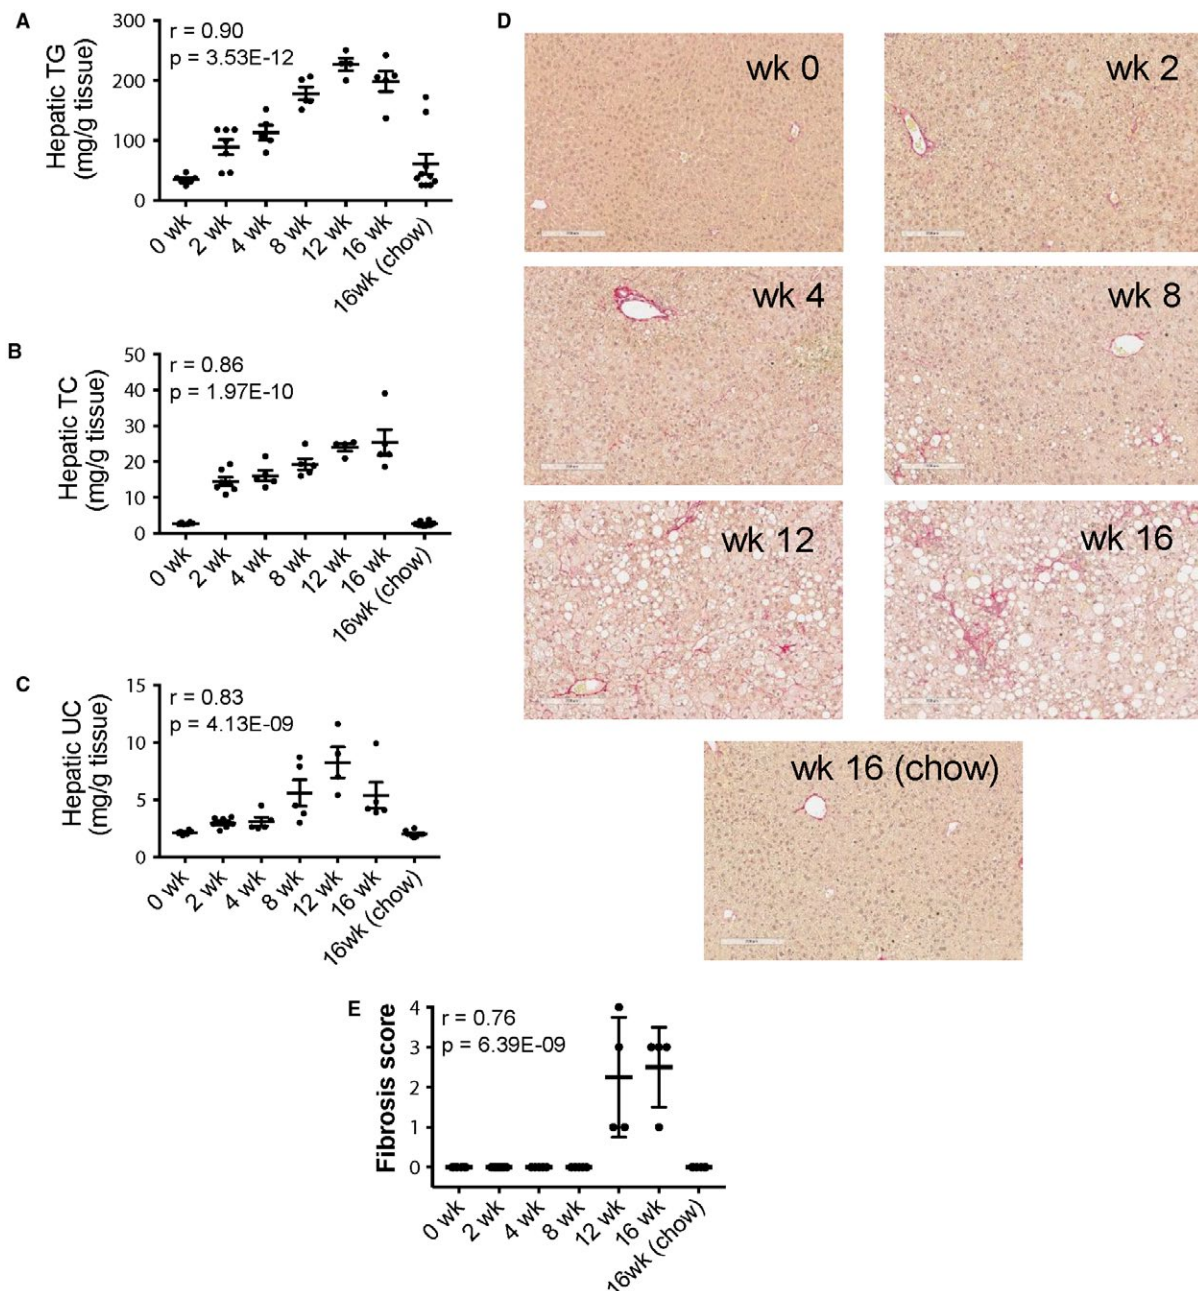 A
Hepatic TG
(mg/g tissue)
300
200
100
0
r = 0.90
p = 3.53E-12
0 wk
2 wk
4 wk
8 wk
12 wk
16 wk
16wk (chow)
B
Hepatic TC
(mg/g tissue)
50
40
30
20
10
0
r = 0.86
p = 1.97E-10
0 wk
2 wk
4 wk
8 wk
12 wk
16 wk
16wk (chow)
C
Hepatic UC
(mg/g tissue)
15
10
5
0
r = 0.83
p = 4.13E-09
0 wk
2 wk
4 wk
8 wk
12 wk
16 wk
16wk (chow)
D
wk 0
wk 2
wk 4
wk 8
wk 12
wk 16
wk 16 (chow)
E
Fibrosis score
4
3
2
1
0
r = 0.76
p = 6.39E-09
0 wk
2 wk
4 wk
8 wk
12 wk
16 wk
16wk (chow)